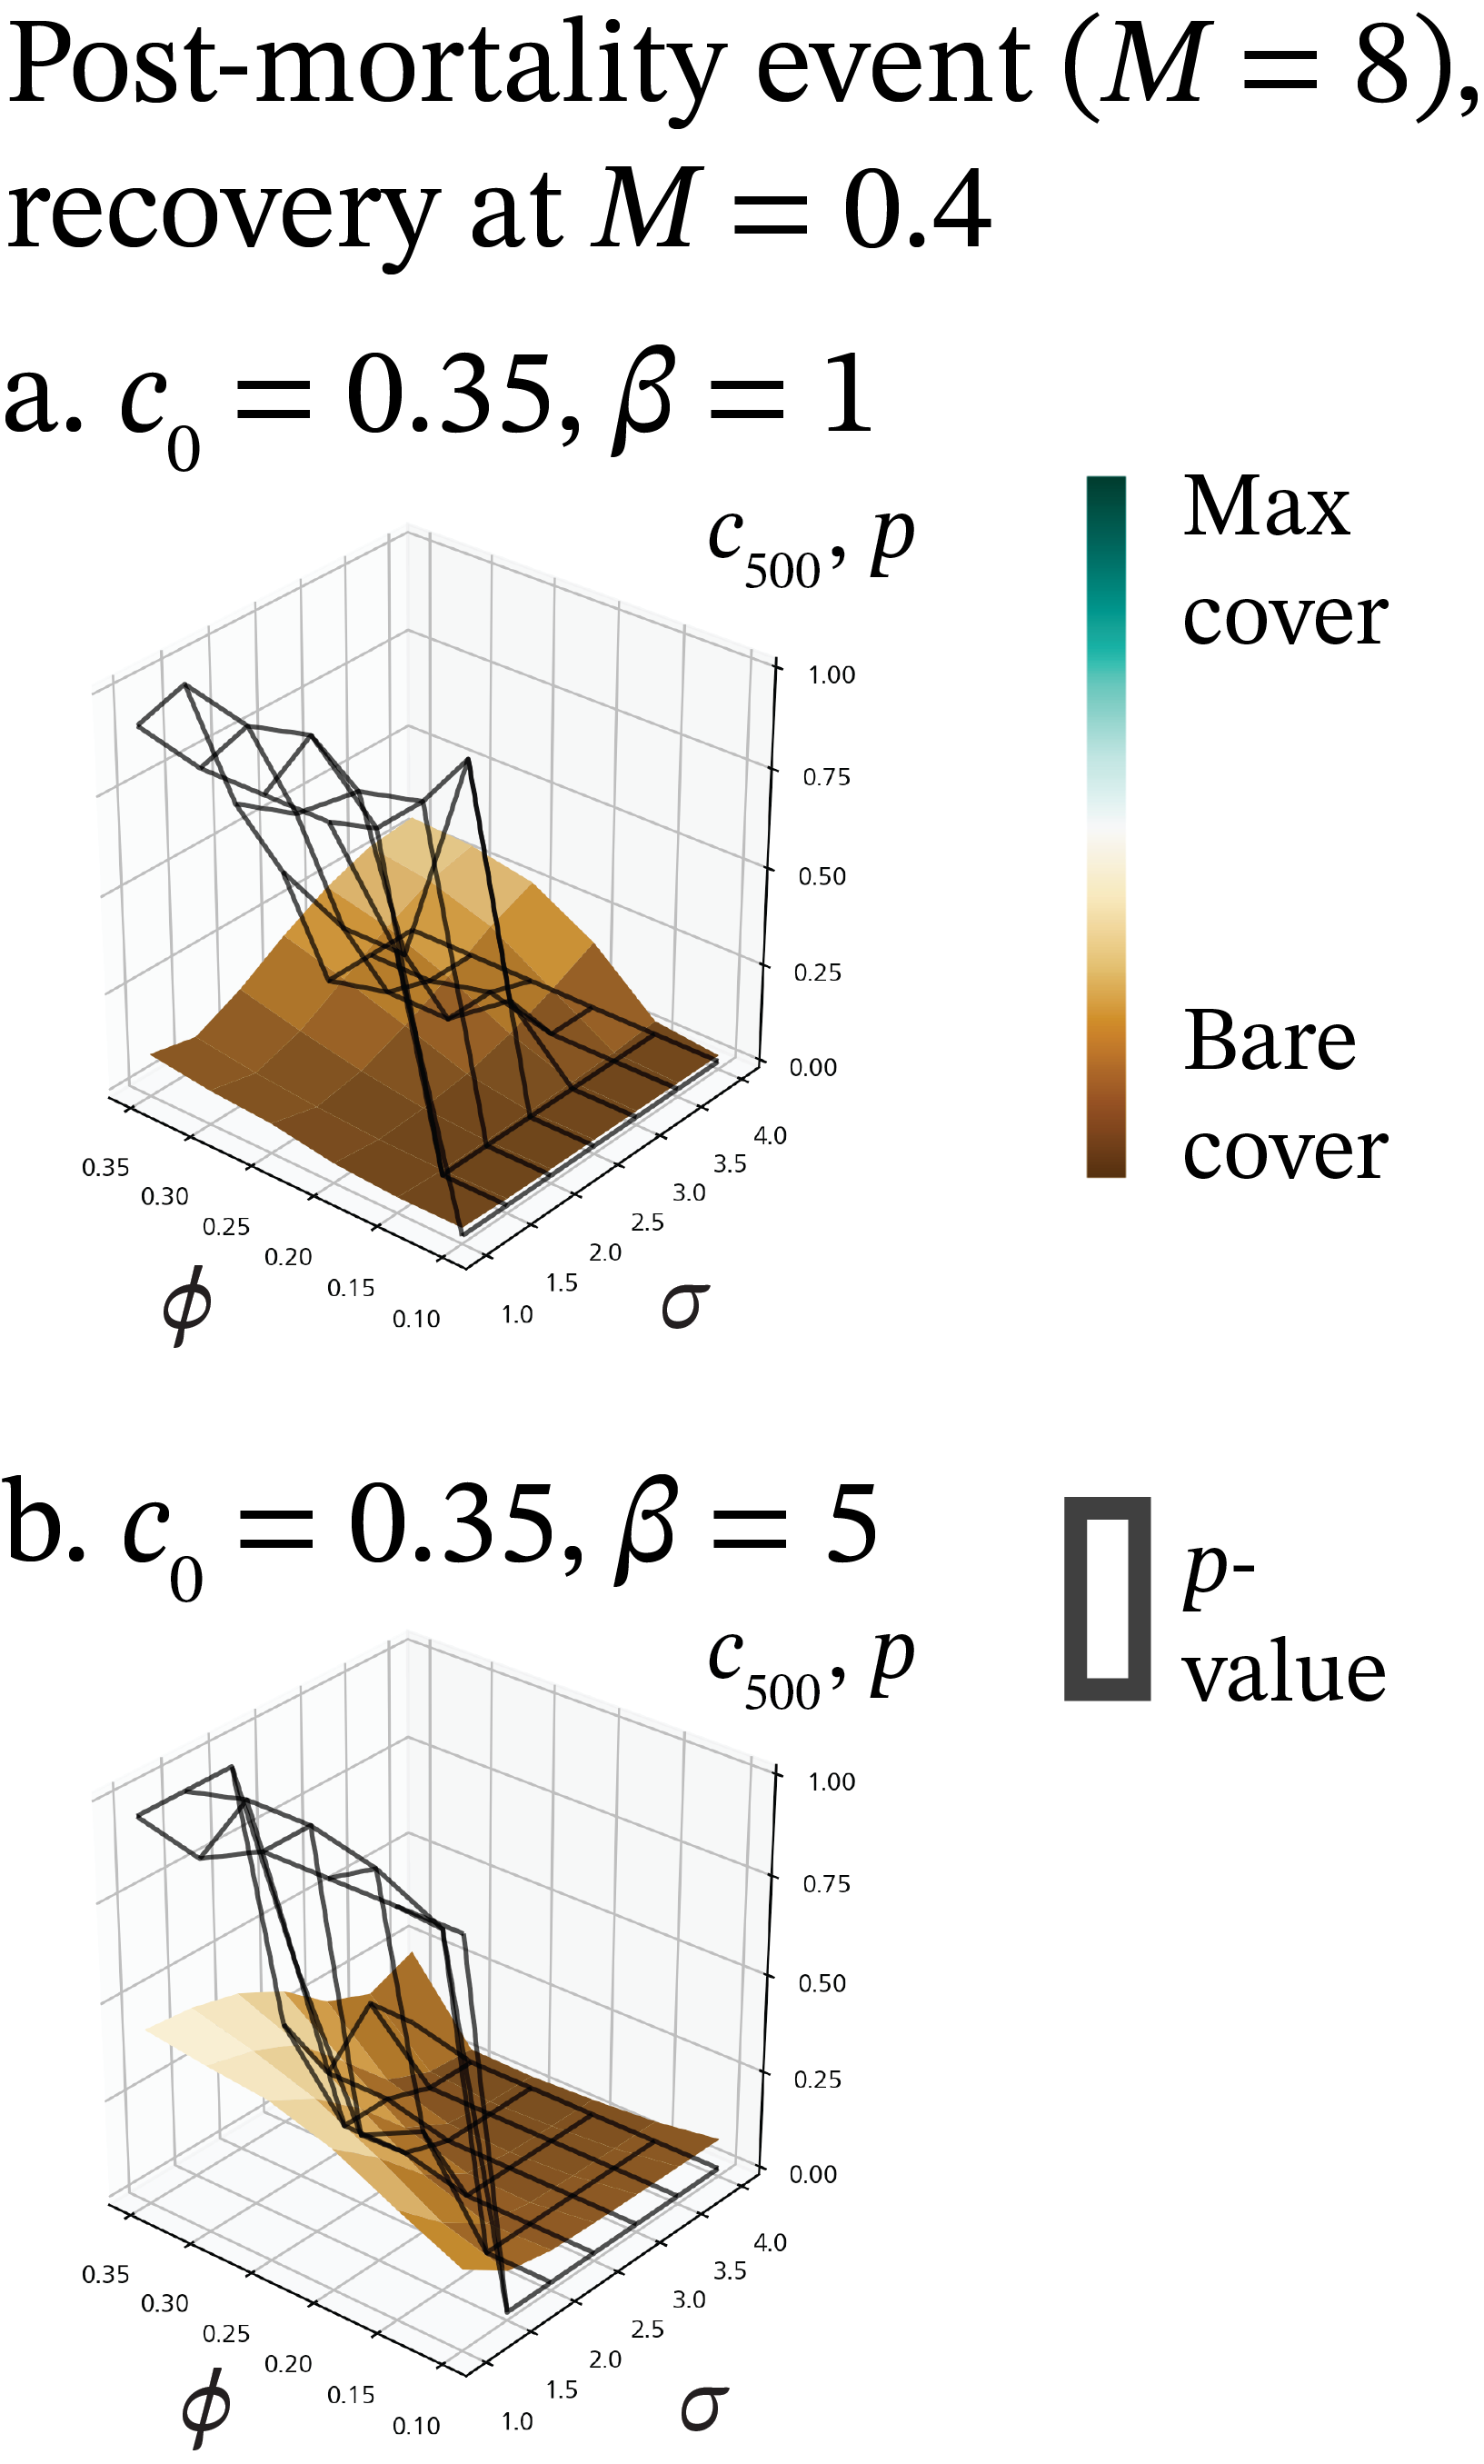 Post-mortality event (M = 8),
recovery at M = 0.4
a. c0 = 0.35, β = 1
c500, p
1.00
0.75
0.50
0.25
0.00
0.35
0.30
0.25
0.20
0.15
0.10
1.0
1.5
2.0
2.5
3.0
3.5
4.0
ϕ
σ
Max
cover
Bare
cover
b. c0 = 0.35, β = 5
c500, p
1.00
0.75
0.50
0.25
0.00
0.35
0.30
0.25
0.20
0.15
0.10
1.0
1.5
2.0
2.5
3.0
3.5
4.0
ϕ
σ
p-
value